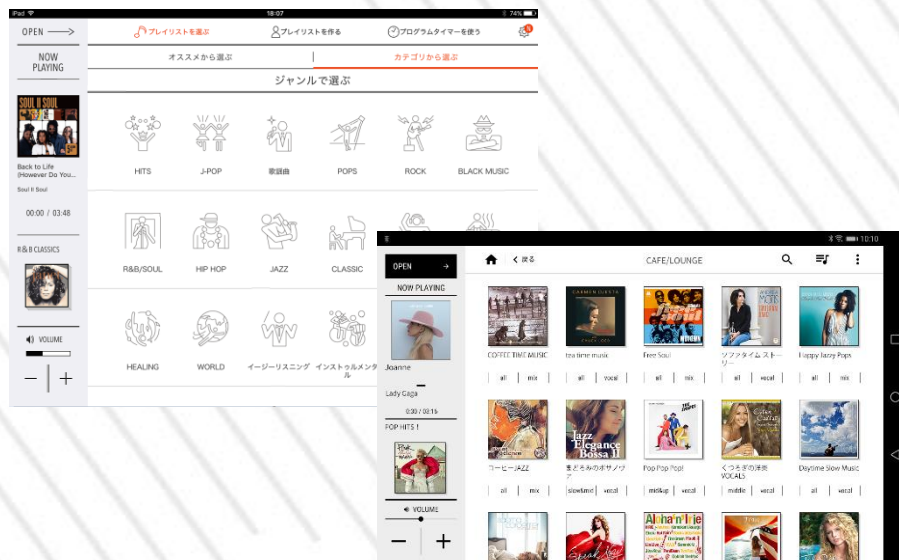 iPad
18:07
74%
OPEN
プレイリストを選ぶ
プレイリストを作る
プログラムタイマーを使う
N
NOW
PLAYING
オススメから選ぶ
カテゴリから選ぶ
ジャンルで選ぶ
SOUL II SOUL
Back to Life
(However Do You...
Soul II Soul
00:00 / 03:48
R&B CLASSICS
VOLUME
HITS
J-POP
歌謡曲
POPS
ROCK
BLACK MUSIC
R&B/SOUL
HIP HOP
JAZZ
CLASSIC
HEALING
WORLD
イージーリスニング
インストゥルメンタ
ル
10:10
OPEN
戻る
CAFE/LOUNGE
NOW PLAYING
Joanne
Lady Gaga
0:30 / 03:16
POP HITS !
VOLUME
COFFEE TIME MUSIC
tea time music
Free Soul
ソファタイム ストー
リー
Happy Jazzy Pops
all
mix
all
vocal
all
mix
all
vocal
all
mix
Jazz
Elegance
Bossa II
コーヒーJAZZ
まどろみのボサノヴ
ァ
Pop Pop Pop!
くつろぎの洋楽
VOCALS
Daytime Slow Music
all
mix
slow&mid
vocal
mid&up
vocal
middle
vocal
all
vocal
Speak Now